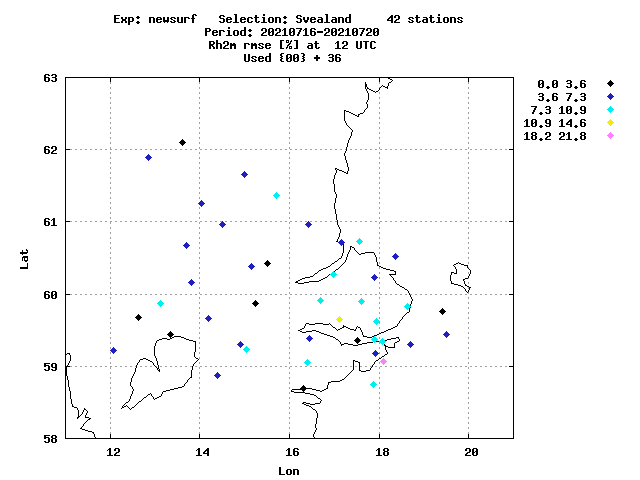 Exp: newsurf   Selection: Svealand     42 stations
Period: 20210716-20210720
Rh2m rmse [%] at  12 UTC
Used {00} + 36
0.0 3.6
3.6 7.3
7.3 10.9
10.9 14.6
18.2 21.8
63
62
61
60
59
58
Lat
12 14 16 18 20
Lon